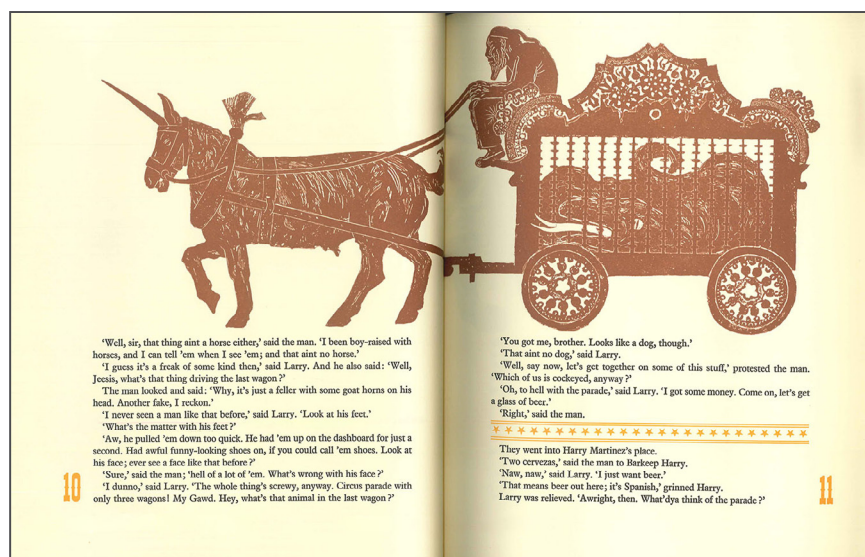 ‘Well, sir, that thing aint a horse either,’ said the man. ‘I been boy-raised with
horses, and I can tell ’em when I see ’em; and that aint no horse.’
‘I guess it’s a freak of some kind then,’ said Larry. And he also said: ‘Well,
Jeesis, what’s that thing driving the last wagon?’
The man looked and said: ‘Why, it’s just a feller with some goat horns on his
head. Another fake, I reckon.’
‘I never seen a man like that before,’ said Larry. ‘Look at his feet.’
‘What’s the matter with his feet?’
‘Aw, he pulled ’em down too quick. He had ’em up on the dashboard for just a
second. Had awful funny-looking shoes on, if you could call ’em shoes. Look at
his face; ever see a face like that before?’
‘Sure,’ said the man; ‘hell of a lot of ’em. What’s wrong with his face?’
‘I dunno,’ said Larry. ‘The whole thing’s screwy, anyway. Circus parade with
only three wagons! My Gawd. Hey, what’s that animal in the last wagon?’
10
‘You got me, brother. Looks like a dog, though.’
‘That aint no dog,’ said Larry.
‘Well, say now, let’s get together on some of this stuff,’ protested the man.
‘Which of us is cockeyed, anyway?’
‘Oh, to hell with the parade,’ said Larry. ‘I got some money. Come on, let’s get
a glass of beer.’
‘Right,’ said the man.
They went into Harry Martinez’s place.
‘Two cervezas,’ said the man to Barkeep Harry.
‘Naw, naw,’ said Larry. ‘I just want beer.’
‘That means beer out here; it’s Spanish,’ grinned Harry.
Larry was relieved. ‘Awright, then. What’dya think of the parade?’
11